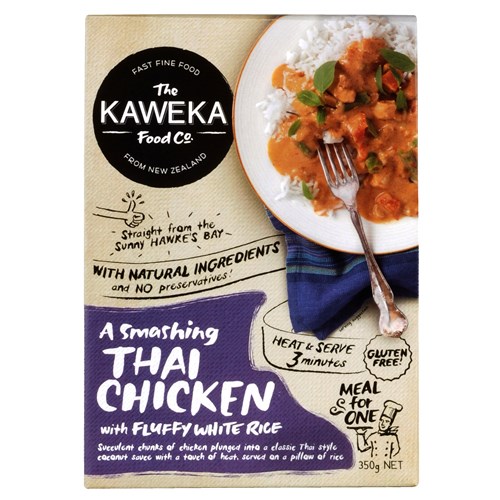 FAST FINE FOOD
The
KAWEKA
Food Co.
FROM NEW ZEALAND
Straight from the
Sunny HAWKE'S BAY
WITH NATURAL INGREDIENTS
and NO preservatives!
A Smashing
THAI
CHICKEN
with FLUFFY WHITE RICE
Succulent chunks of chicken plunged into a classic Thai style
coconut sauce with a touch of heat, served on a pillow of rice
HEAT & SERVE
3 minutes
GLUTEN
FREE!
MEAL
for
ONE
350g NET